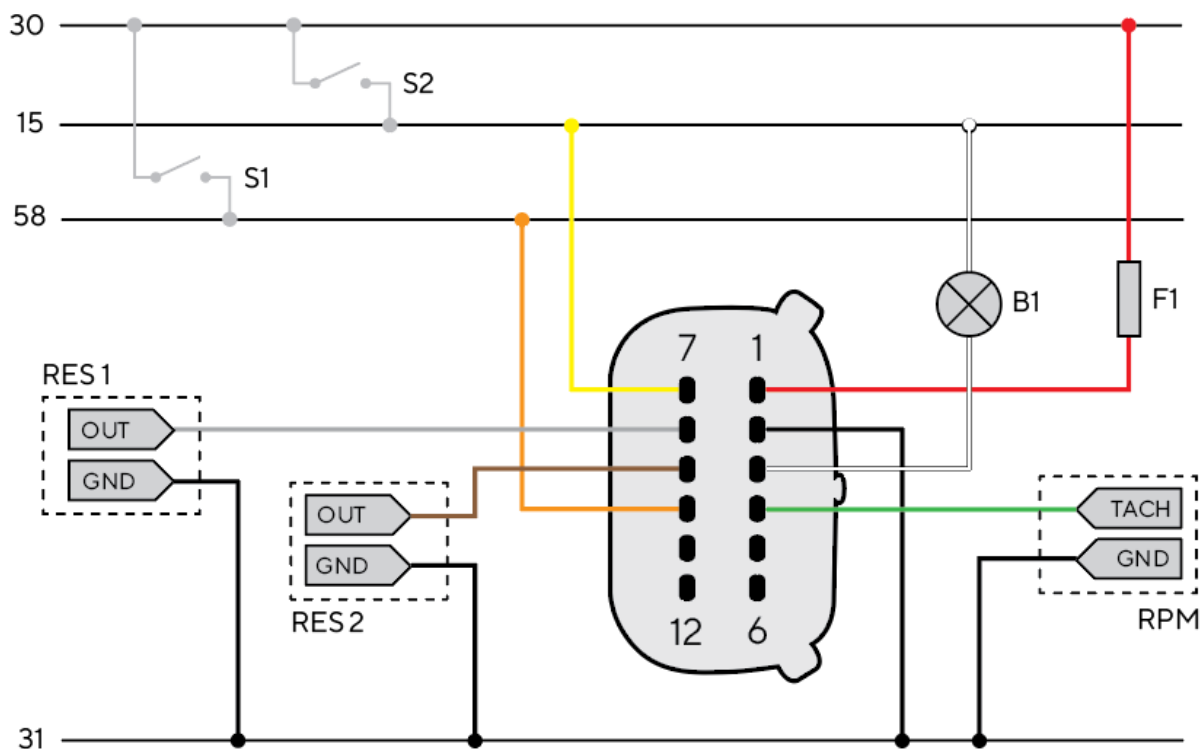 30
S2
15
S1
58
B1
F1
7 1
RES 1
OUT
GND
OUT
GND
RES 2
TACH
GND
RPM
12 6
31